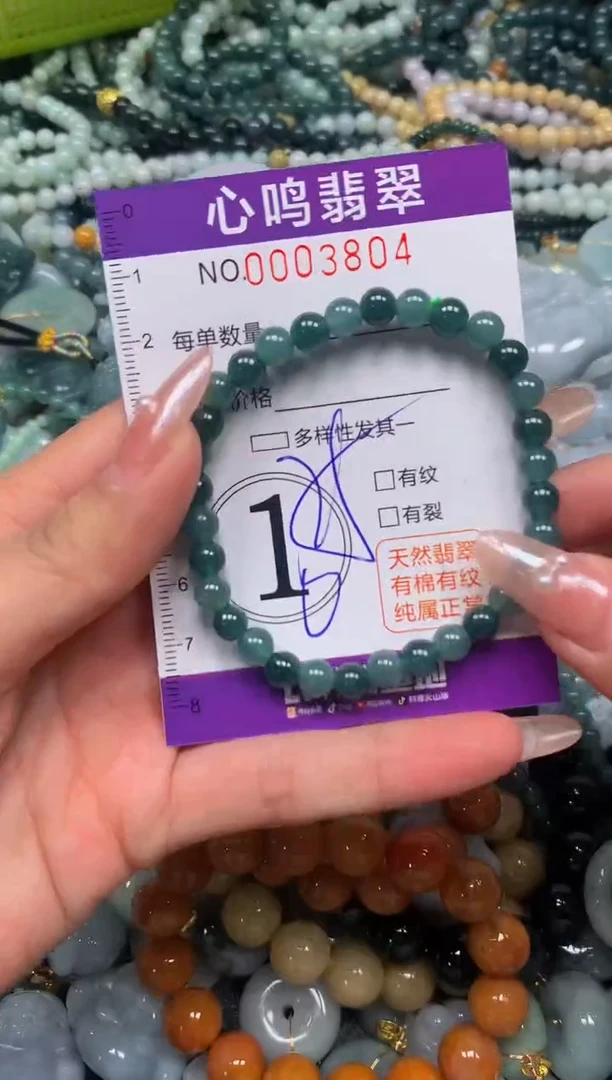 心鸣翡翠
NO.0003804
每单数量
价格
多样性发其一
有纹
有裂
1
天然翡翠
有棉有纹
纯属正常
0
1
2
6
7
8